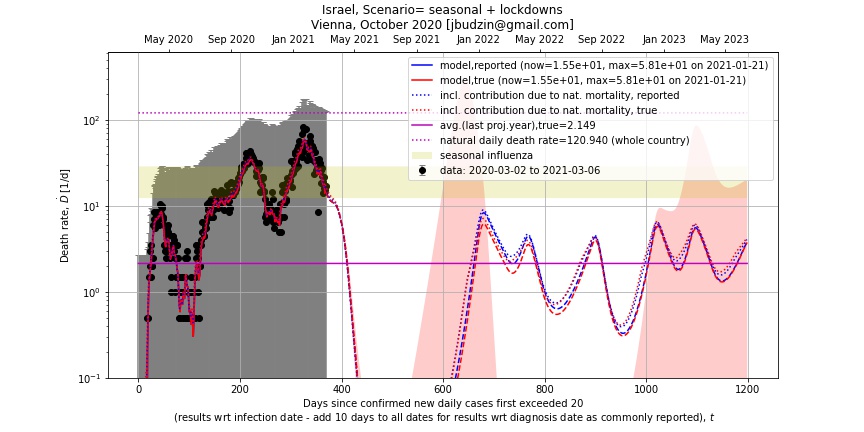 Israel, Scenario= seasonal + lockdowns
Vienna, October 2020 [jbudzin@gmail.com]
May 2020 Sep 2020 Jan 2021 May 2021 Sep 2021 Jan 2022 May 2022 Sep 2022 Jan 2023 May 2023
model,reported (now=1.55e+01, max=5.81e+01 on 2021-01-21)
model,true (now=1.55e+01, max=5.81e+01 on 2021-01-21)
incl. contribution due to nat. mortality, reported
incl. contribution due to nat. mortality, true
avg.(last proj.year),true=2.149
natural daily death rate=120.940 (whole country)
seasonal influenza
data: 2020-03-02 to 2021-03-06
Death rate, Ḋ [1/d]
10²
10¹
10⁰
10⁻¹
0 200 400 600 800 1000 1200
Days since confirmed new daily cases first exceeded 20
(results wrt infection date - add 10 days to all dates for results wrt diagnosis date as commonly reported), t